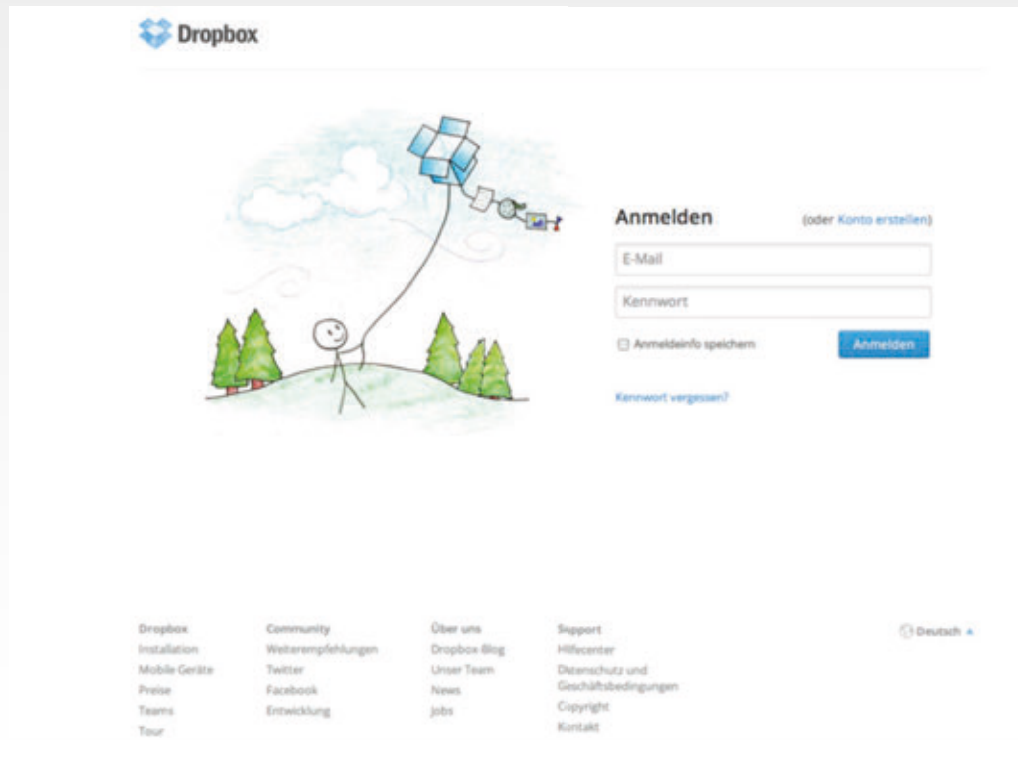 Dropbox
Anmelden
(oder Konto erstellen)
E-Mail
Kennwort
Anmeldeinfo speichern
Anmelden
Kennwort vergessen?
Dropbox
Installation
Mobile Geräte
Preise
Teams
Tour
Community
Weiterempfehlungen
Twitter
Facebook
Entwicklung
Über uns
Dropbox-Blog
Unser Team
News
Jobs
Support
Hilfecenter
Datenschutz und
Geschäftsbedingungen
Copyright
Kontakt
Deutsch